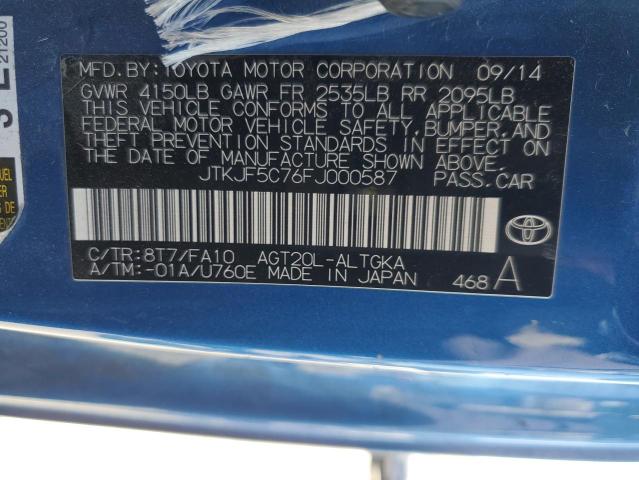 MFD. BY: TOYOTA MOTOR CORPORATION 09/14
GVWR 4150LB GAWR FR 2535LB RR 2095LB
THIS VEHICLE CONFORMS TO ALL APPLICABLE
FEDERAL MOTOR VEHICLE SAFETY, BUMPER, AND
THEFT PREVENTION STANDARDS IN EFFECT ON
THE DATE OF MANUFACTURE SHOWN ABOVE.
JTKJF5C76FJ000587 PASS.CAR
C/TR:8T7/FA10 AGT20L-ALTGKA
A/TM:-01A/U760E MADE IN JAPAN
468 A
21200